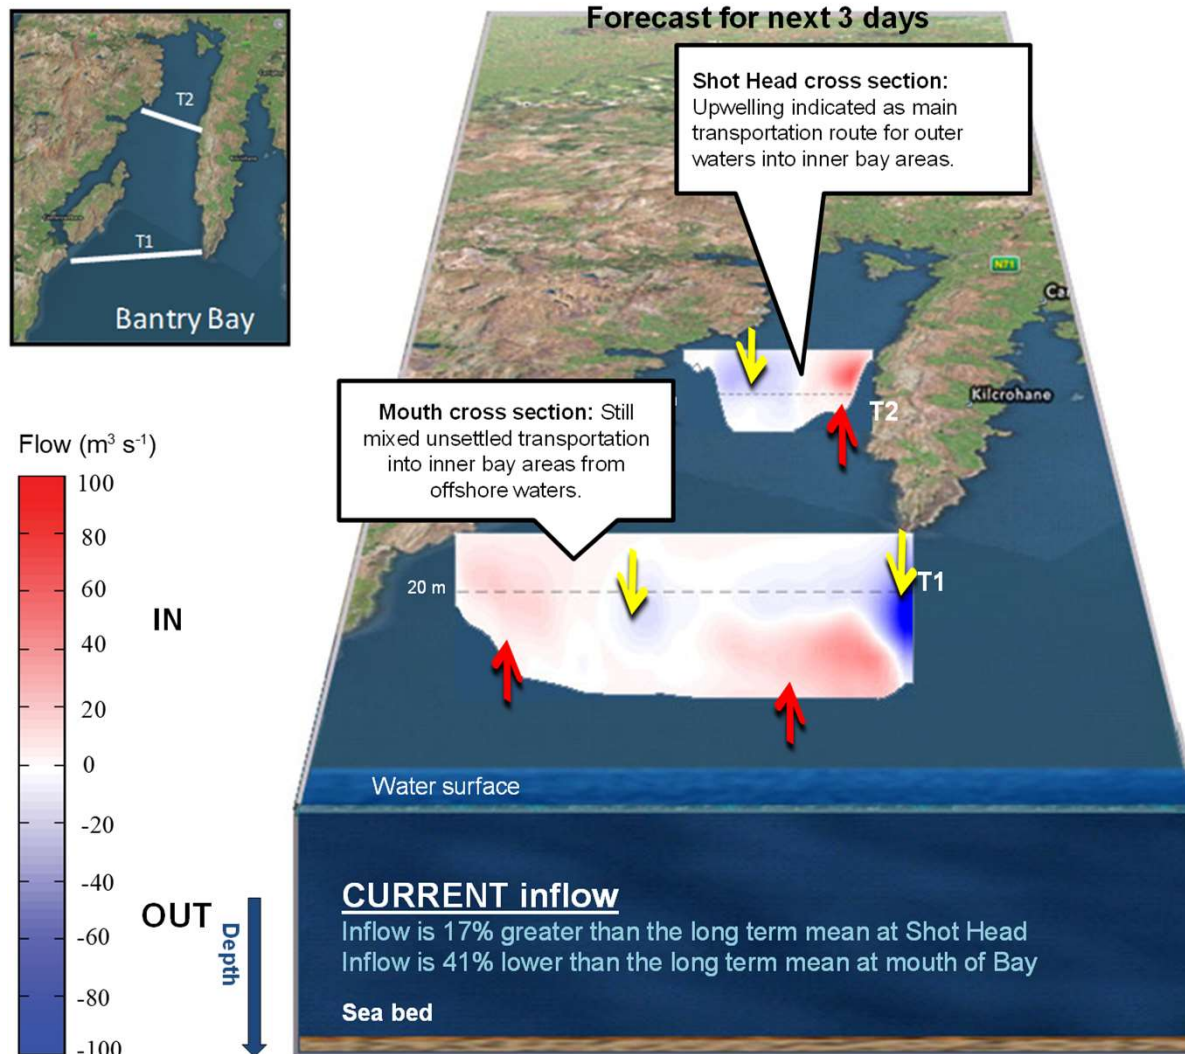 Forecast for next 3 days
T2
T1
Bantry Bay
Shot Head cross section:
Upwelling indicated as main
transportation route for outer
waters into inner bay areas.
N71
Kilcrohane
T2
Mouth cross section: Still
mixed unsettled transportation
into inner bay areas from
offshore waters.
20 m
T1
Flow (m³ s⁻¹)
100
80
60
40
20
0
-20
-40
-60
-80
-100
IN
OUT
Depth
Water surface
CURRENT inflow
Inflow is 17% greater than the long term mean at Shot Head
Inflow is 41% lower than the long term mean at mouth of Bay
Sea bed